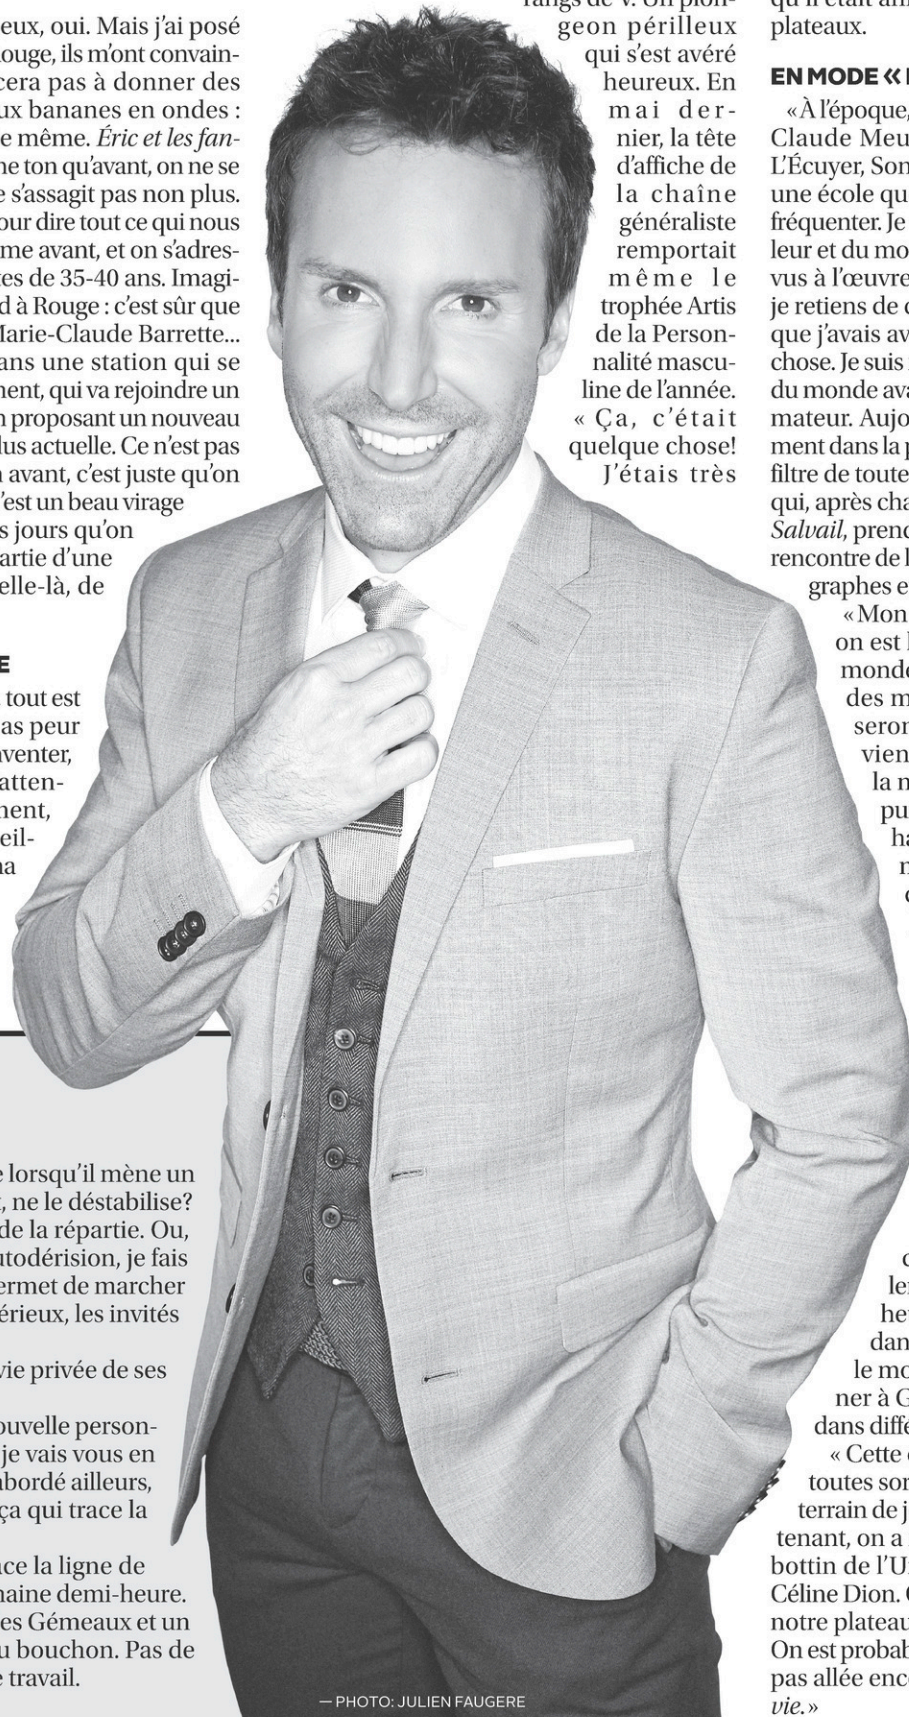 eux, oui. Mais j'ai posé
ouge, ils m'ont convain-
cera pas à donner des
ux bananes en ondes :
e même. Éric et les fan-
ne ton qu'avant, on ne se
e s'assagit pas non plus.
our dire tout ce qui nous
me avant, et on s'adres-
tes de 35-40 ans. Imagi-
d à Rouge : c'est sûr que
Marie-Claude Barrette...
ans une station qui se
nent, qui va rejoindre un
n proposant un nouveau
lus actuelle. Ce n'est pas
avant, c'est juste qu'on
'est un beau virage
s jours qu'on
artie d'une
elle-là, de
E
tout est
as peur
venter,
atten-
nent,
eil-
na
e lorsqu'il mène un
, ne le déstabilise?
de la répartie. Ou,
utodérision, je fais
ermet de marcher
érieux, les invités
vie privée de ses
ouvelle person-
je vais vous en
abordé ailleurs,
ça qui trace la
ace la ligne de
haine demi-heure.
es Gémeaux et un
u bouchon. Pas de
e travail.
rangs de V. Un plon-
geon périlleux
qui s'est avéré
heureux. En
mai der-
nier, la tête
d'affiche de
la chaîne
généraliste
remportait
même le
trophée Artis
de la Person-
nalité mascu-
line de l'année.
« Ça, c'était
quelque chose!
J'étais très
— PHOTO: JULIEN FAUGERE
qu'il était ani
plateaux.
EN MODE «
«À l'époque,
Claude Meu
L'Écuyer, Son
une école qu
fréquenter. Je
leur et du mo
vus à l'œuvre
je retiens de
que j'avais av
chose. Je suis
du monde ava
mateur. Aujo
ment dans la p
filtre de toute
qui, après cha
Salvail, prend
rencontre de l
graphes e
«Mon
on est
monde
des m
seron
vien
la n
pu
ha
n
c
le
he
dan
le mo
ner à G
dans diffé
« Cette
toutes sor
terrain de j
tenant, on a
bottin de l'U
Céline Dion.
notre plateau
On est probab
pas allée enc
vie.»